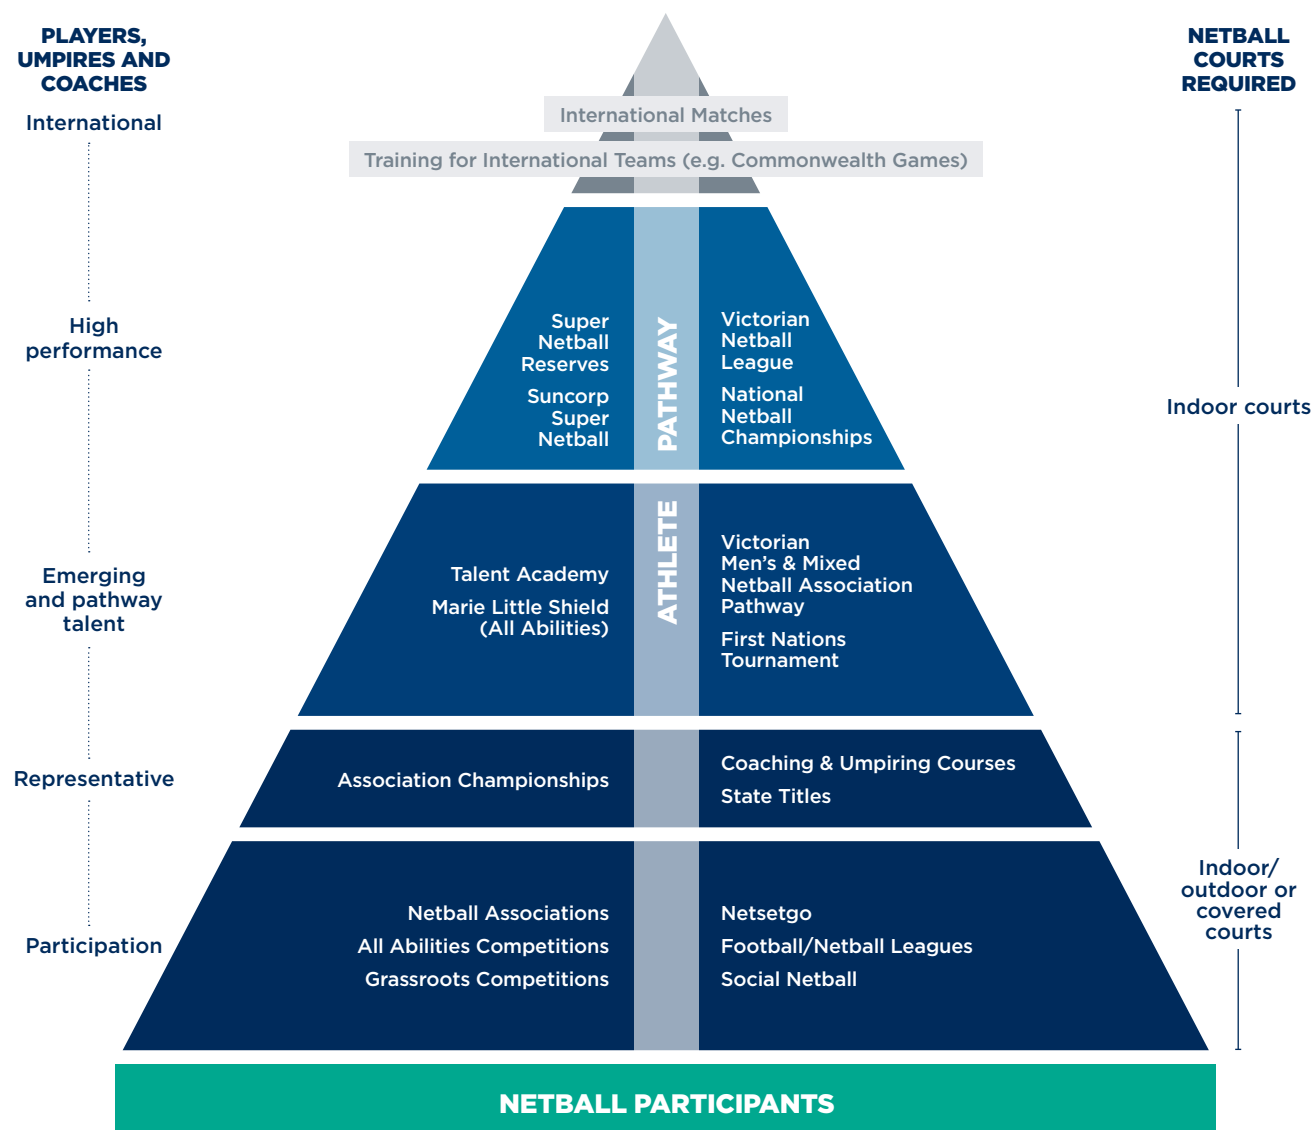 PLAYERS,
UMPIRES AND
COACHES
International
High
performance
Emerging
and pathway
talent
Representative
Participation
International Matches
Training for International Teams (e.g. Commonwealth Games)
Super
Netball
Reserves
Suncorp
Super
Netball
PATHWAY
Victorian
Netball
League
National
Netball
Championships
Talent Academy
Marie Little Shield
(All Abilities)
ATHLETE
Victorian
Men’s & Mixed
Netball Association
Pathway
First Nations
Tournament
Association Championships
Coaching & Umpiring Courses
State Titles
Netball Associations
All Abilities Competitions
Grassroots Competitions
Netsetgo
Football/Netball Leagues
Social Netball
NETBALL
COURTS
REQUIRED
Indoor courts
Indoor/
outdoor or
covered
courts
NETBALL PARTICIPANTS